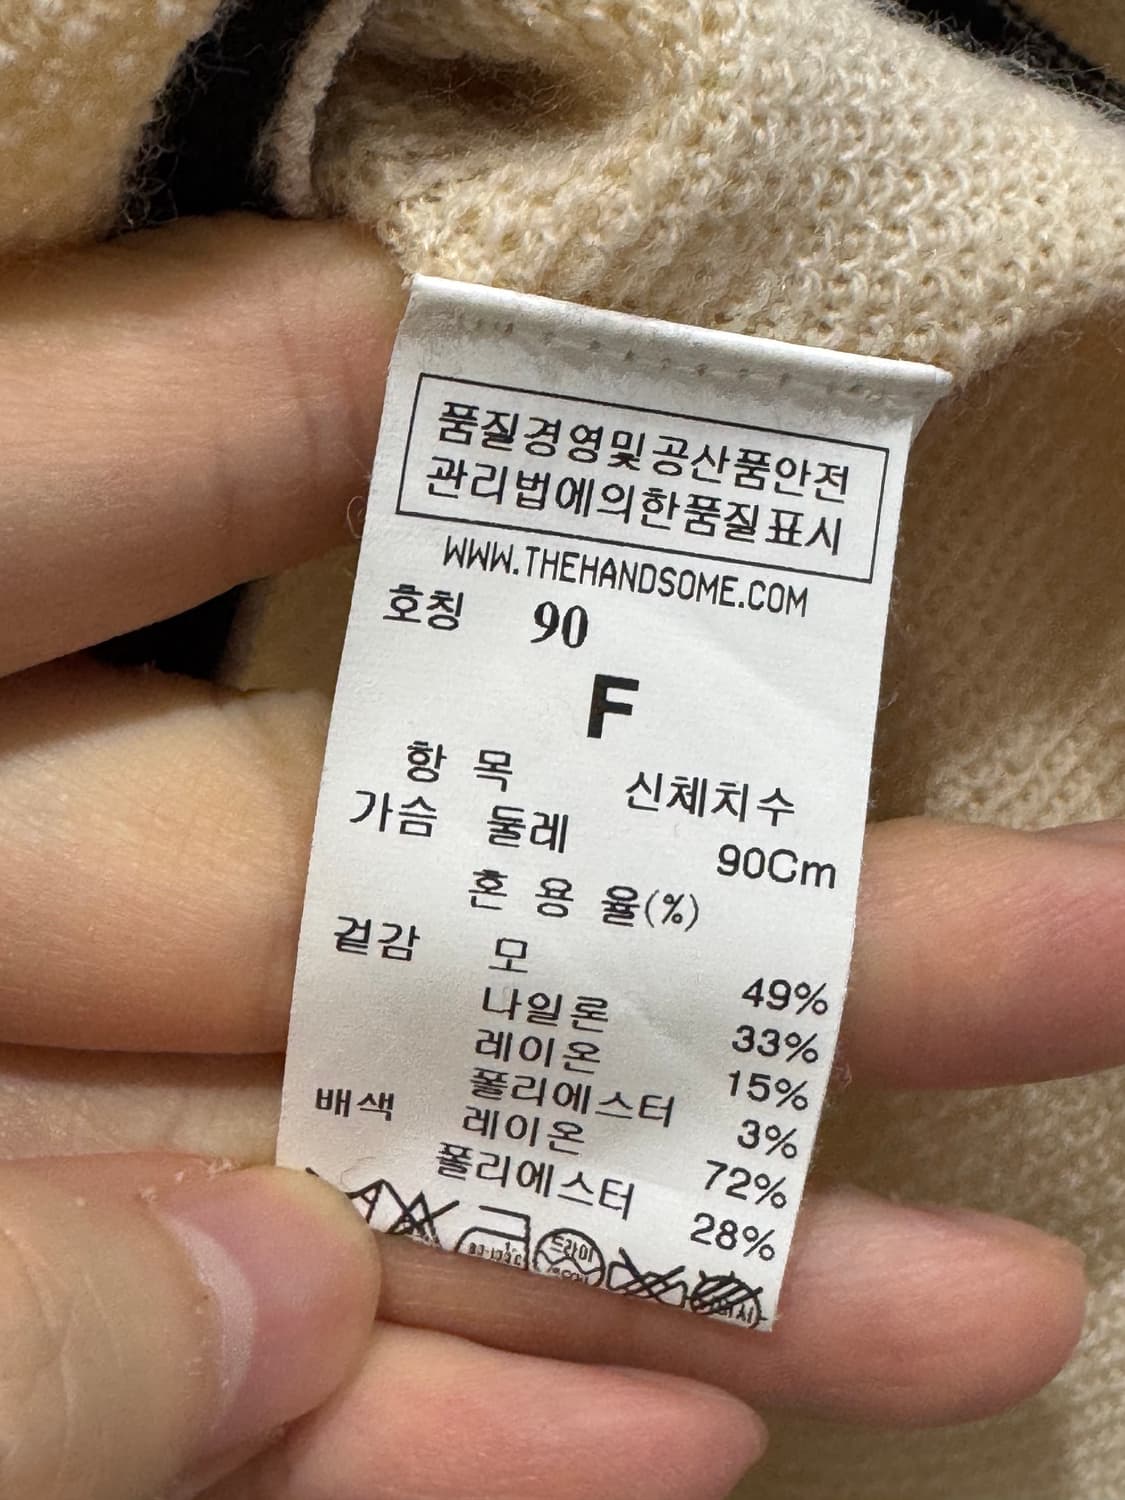 품질경영및공산품안전
관리법에의한품질표시
WWW.THEHANDSOME.COM
호칭 90
F
항 목 신체치수
가슴 둘레 90Cm
혼 용 율(%)
겉감 모 49%
나일론 33%
레이온 15%
폴리에스터 3%
배색 레이온 72%
폴리에스터 28%
드라이